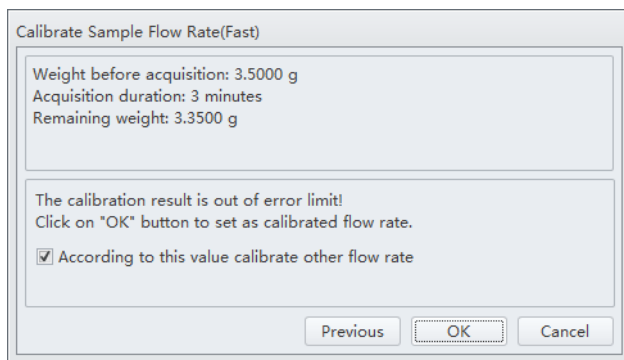 Calibrate Sample Flow Rate(Fast)
Weight before acquisition: 3.5000 g
Acquisition duration: 3 minutes
Remaining weight: 3.3500 g
The calibration result is out of error limit!
Click on "OK" button to set as calibrated flow rate.
According to this value calibrate other flow rate
Previous OK Cancel